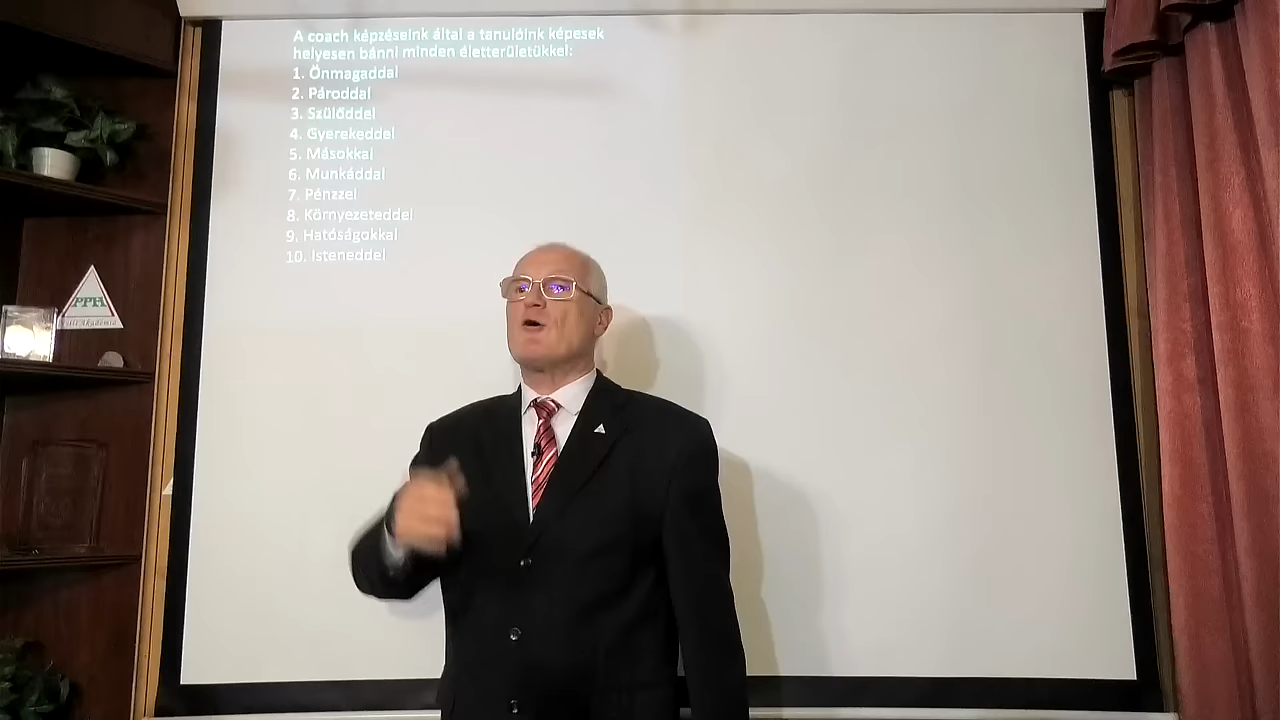 A coach képzéseink által a tanulóink képesek
helyesen bánni minden életterületükkel:
1. Önmagaddal
2. Pároddal
3. Szülőddel
4. Gyerekeddel
5. Másokkal
6. Munkáddal
7. Pénzzel
8. Környezeteddel
9. Hatóságokkal
10. Isteneddel
PPH
Akadémia